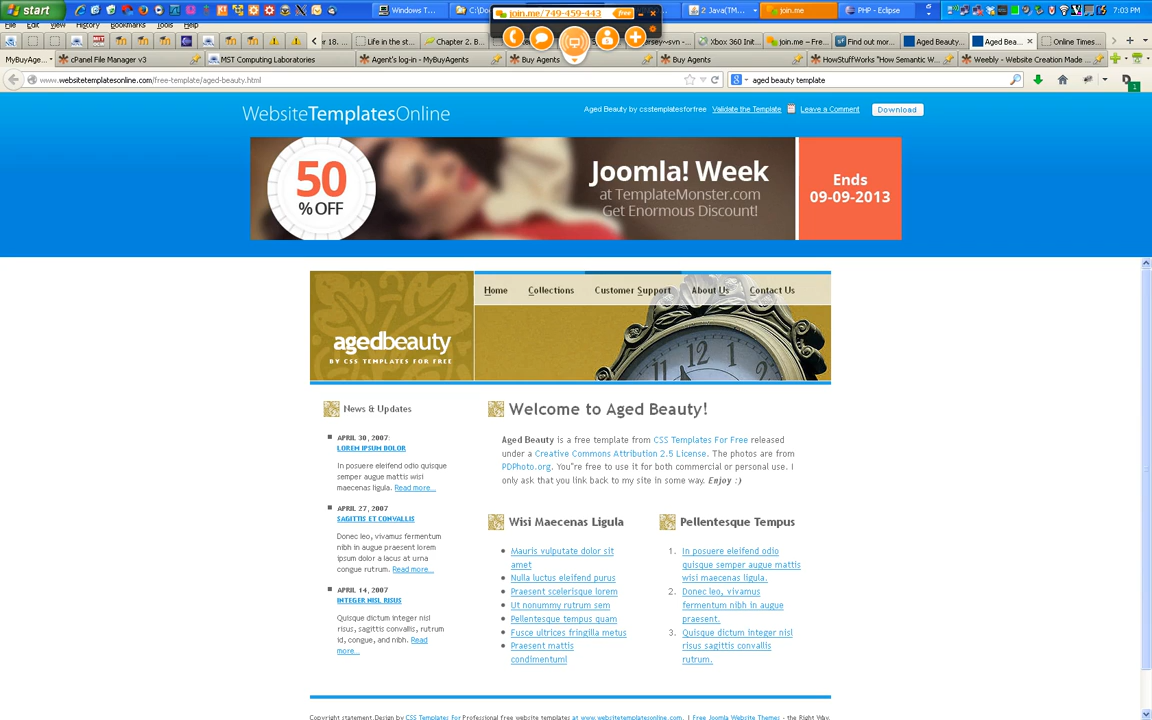 start
Windows T...
C:\Doc
join.me/749-459-443
free
2 Java(TM...
join.me
PHP - Eclipse
7:03 PM
File Edit View History Bookmarks Tools Help
r 18. ...
Life in the st...
Chapter 2. B...
ersey~svn -...
Xbox 360 Init...
join.me – Fre...
Find out mor...
Aged Beauty...
Aged Bea...
Online Times...
MyBuyAge...
cPanel File Manager v3
MST Computing Laboratories
Agent's log-in - MyBuyAgents
Buy Agents
Buy Agents
HowStuffWorks "How Semantic W...
Weebly - Website Creation Made ...
www.websitetemplatesonline.com/free-template/aged-beauty.html
aged beauty template
WebsiteTemplatesOnline
Aged Beauty by csstemplatesforfree Validate the Template Leave a Comment Download
50
% OFF
Joomla! Week
at TemplateMonster.com
Get Enormous Discount!
Ends
09-09-2013
Home Collections Customer Support About Us Contact Us
agedbeauty
BY CSS TEMPLATES FOR FREE
12
11
10
1
News & Updates
APRIL 30, 2007:
LOREM IPSUM DOLOR
In posuere eleifend odio quisque
semper augue mattis wisi
maecenas ligula. Read more...
APRIL 27, 2007
SAGITTIS ET CONVALLIS
Donec leo, vivamus fermentum
nibh in augue praesent lorem
ipsum dolor a lacus at urna
congue rutrum. Read more...
APRIL 14, 2007
INTEGER NISL RISUS
Quisque dictum integer nisl
risus, sagittis convallis, rutrum
id, congue, and nibh. Read
more...
Welcome to Aged Beauty!
Aged Beauty is a free template from CSS Templates For Free released
under a Creative Commons Attribution 2.5 License. The photos are from
PDPhoto.org. You"re free to use it for both commercial or personal use. I
only ask that you link back to my site in some way. Enjoy :)
Wisi Maecenas Ligula
Mauris vulputate dolor sit
amet
Nulla luctus eleifend purus
Praesent scelerisque lorem
Ut nonummy rutrum sem
Pellentesque tempus quam
Fusce ultrices fringilla metus
Praesent mattis
condimentuml
Pellentesque Tempus
1. In posuere eleifend odio
quisque semper augue mattis
wisi maecenas ligula.
2. Donec leo, vivamus
fermentum nibh in augue
praesent.
3. Quisque dictum integer nisl
risus sagittis convallis
rutrum.
Copyright statement.Design by CSS Templates For Professional free website templates at www.websitetemplatesonline.com. | Free Joomla Website Themes - the Right Way.